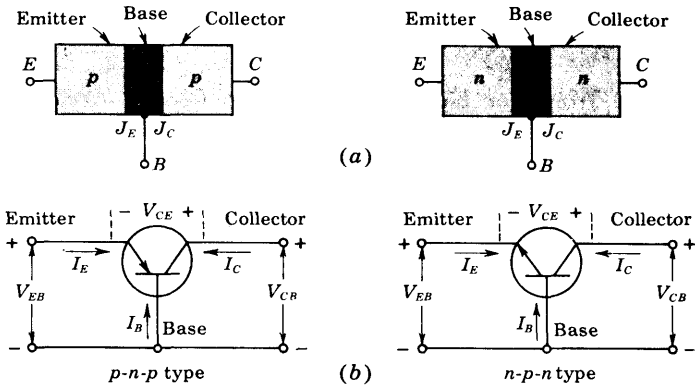 Emitter Base Collector
Emitter Base Collector
E p p C
E n n C
J_E J_C
J_E J_C
B
B
(a)
Emitter - V_CE + Collector
Emitter - V_CE + Collector
+ I_E I_C +
+ I_E I_C +
V_EB V_CB
V_EB V_CB
I_B Base
I_B Base
- -
- -
p-n-p type (b) n-p-n type